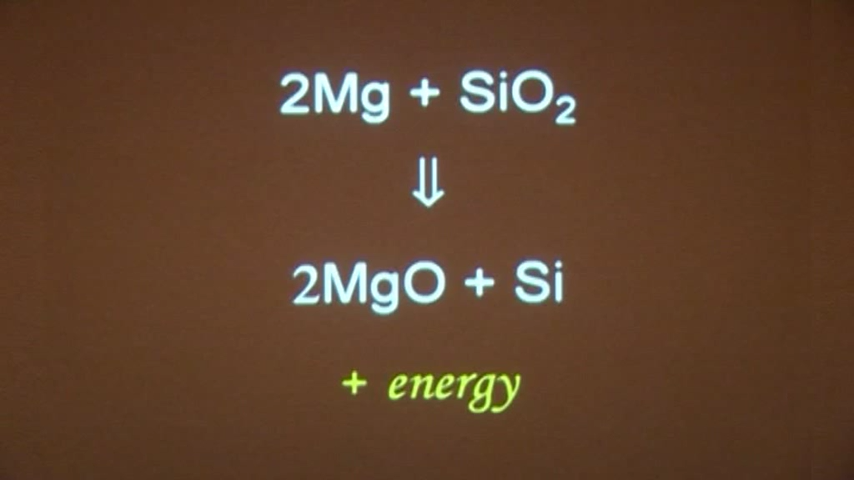 2Mg + SiO₂
⇓
2MgO + Si
+ energy